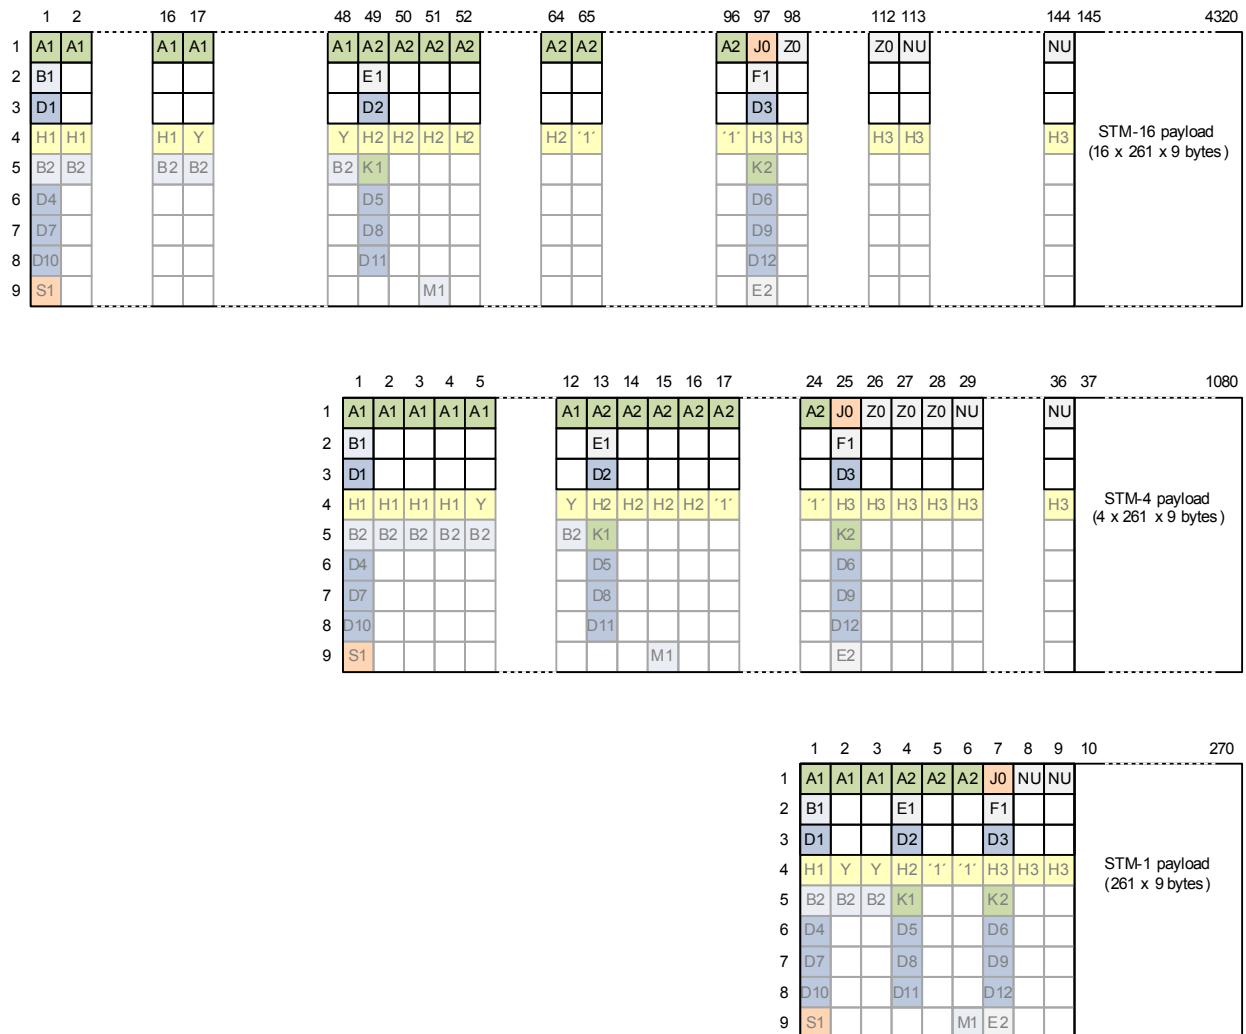 1 2 16 17 48 49 50 51 52 64 65 96 97 98 112 113 144 145 4320
1 A1 A1 A1 A1 A1 A2 A2 A2 A2 A2 A2 A2 J0 Z0 Z0 NU NU
2 B1 E1 F1
3 D1 D2 D3
4 H1 H1 H1 Y Y H2 H2 H2 H2 H2 ´1´ ´1´ H3 H3 H3 H3 H3
STM-16 payload
(16 x 261 x 9 bytes)
5 B2 B2 B2 B2 B2 K1 K2
6 D4 D5 D6
7 D7 D8 D9
8 D10 D11 D12
9 S1 M1 E2
1 2 3 4 5 12 13 14 15 16 17 24 25 26 27 28 29 36 37 1080
1 A1 A1 A1 A1 A1 A1 A2 A2 A2 A2 A2 A2 J0 Z0 Z0 Z0 NU NU
2 B1 E1 F1
3 D1 D2 D3
4 H1 H1 H1 H1 Y Y H2 H2 H2 H2 ´1´ ´1´ H3 H3 H3 H3 H3 H3
STM-4 payload
(4 x 261 x 9 bytes)
5 B2 B2 B2 B2 B2 B2 K1 K2
6 D4 D5 D6
7 D7 D8 D9
8 D10 D11 D12
9 S1 M1 E2
1 2 3 4 5 6 7 8 9 10 270
1 A1 A1 A1 A2 A2 A2 J0 NU NU
2 B1 E1 F1
3 D1 D2 D3
4 H1 Y Y H2 ´1´ ´1´ H3 H3 H3
STM-1 payload
(261 x 9 bytes)
5 B2 B2 B2 K1 K2
6 D4 D5 D6
7 D7 D8 D9
8 D10 D11 D12
9 S1 M1 E2